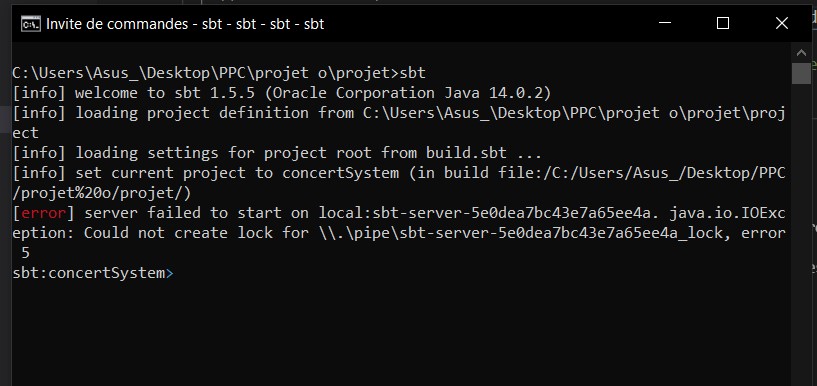 Invite de commandes - sbt - sbt - sbt - sbt
C:\Users\Asus_\Desktop\PPC\projet o\projet>sbt
[info] welcome to sbt 1.5.5 (Oracle Corporation Java 14.0.2)
[info] loading project definition from C:\Users\Asus_\Desktop\PPC\projet o\projet\proj
ect
[info] loading settings for project root from build.sbt ...
[info] set current project to concertSystem (in build file:/C:/Users/Asus_/Desktop/PPC
/projet%20o/projet/)
[error] server failed to start on local:sbt-server-5e0dea7bc43e7a65ee4a. java.io.IOExc
eption: Could not create lock for \\.\pipe\sbt-server-5e0dea7bc43e7a65ee4a_lock, error
 5
sbt:concertSystem>